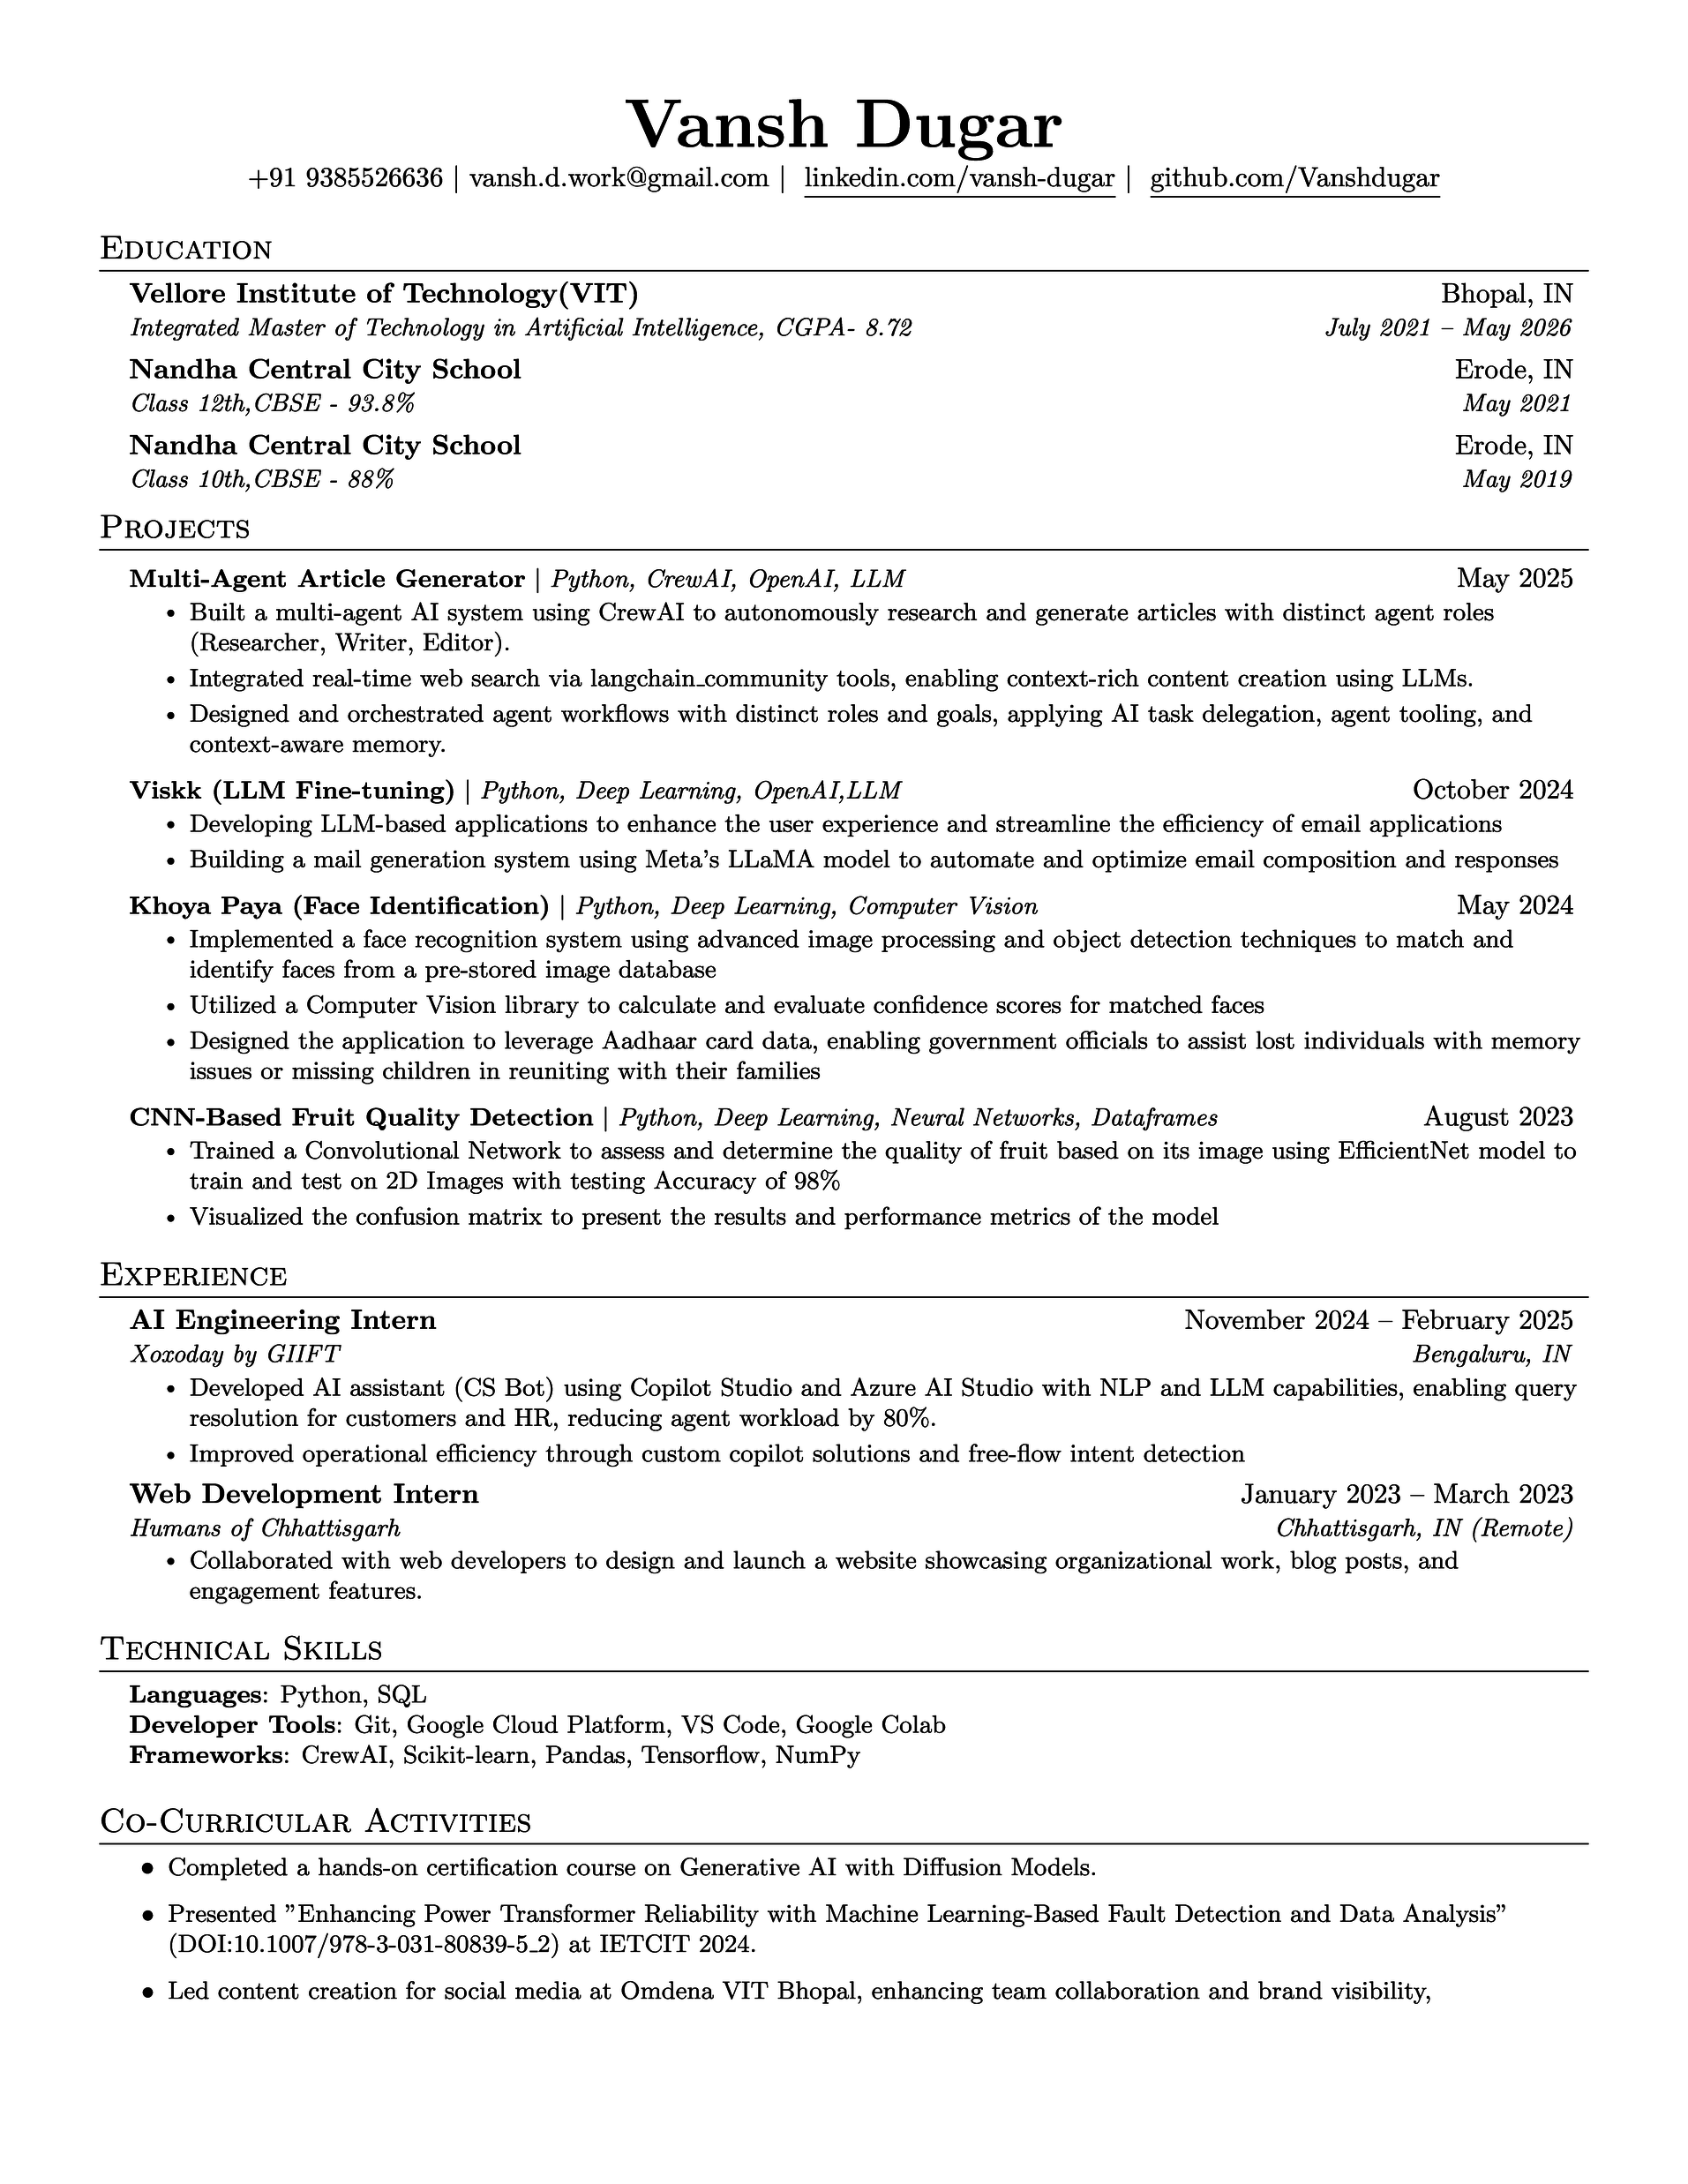 Vansh Dugar
+91 9385526636 | vansh.d.work@gmail.com | linkedin.com/vansh-dugar | github.com/Vanshdugar
Education
Vellore Institute of Technology(VIT) Bhopal, IN
Integrated Master of Technology in Artificial Intelligence, CGPA- 8.72 July 2021 – May 2026
Nandha Central City School Erode, IN
Class 12th,CBSE - 93.8% May 2021
Nandha Central City School Erode, IN
Class 10th,CBSE - 88% May 2019
Projects
Multi-Agent Article Generator | Python, CrewAI, OpenAI, LLM May 2025
• Built a multi-agent AI system using CrewAI to autonomously research and generate articles with distinct agent roles
(Researcher, Writer, Editor).
• Integrated real-time web search via langchain_community tools, enabling context-rich content creation using LLMs.
• Designed and orchestrated agent workflows with distinct roles and goals, applying AI task delegation, agent tooling, and
context-aware memory.
Viskk (LLM Fine-tuning) | Python, Deep Learning, OpenAI,LLM October 2024
• Developing LLM-based applications to enhance the user experience and streamline the efficiency of email applications
• Building a mail generation system using Meta's LLaMA model to automate and optimize email composition and responses
Khoya Paya (Face Identification) | Python, Deep Learning, Computer Vision May 2024
• Implemented a face recognition system using advanced image processing and object detection techniques to match and
identify faces from a pre-stored image database
• Utilized a Computer Vision library to calculate and evaluate confidence scores for matched faces
• Designed the application to leverage Aadhaar card data, enabling government officials to assist lost individuals with memory
issues or missing children in reuniting with their families
CNN-Based Fruit Quality Detection | Python, Deep Learning, Neural Networks, Dataframes August 2023
• Trained a Convolutional Network to assess and determine the quality of fruit based on its image using EfficientNet model to
train and test on 2D Images with testing Accuracy of 98%
• Visualized the confusion matrix to present the results and performance metrics of the model
Experience
AI Engineering Intern November 2024 – February 2025
Xoxoday by GIIFT Bengaluru, IN
• Developed AI assistant (CS Bot) using Copilot Studio and Azure AI Studio with NLP and LLM capabilities, enabling query
resolution for customers and HR, reducing agent workload by 80%.
• Improved operational efficiency through custom copilot solutions and free-flow intent detection
Web Development Intern January 2023 – March 2023
Humans of Chhattisgarh Chhattisgarh, IN (Remote)
• Collaborated with web developers to design and launch a website showcasing organizational work, blog posts, and
engagement features.
Technical Skills
Languages: Python, SQL
Developer Tools: Git, Google Cloud Platform, VS Code, Google Colab
Frameworks: CrewAI, Scikit-learn, Pandas, Tensorflow, NumPy
Co-Curricular Activities
• Completed a hands-on certification course on Generative AI with Diffusion Models.
• Presented ”Enhancing Power Transformer Reliability with Machine Learning-Based Fault Detection and Data Analysis”
(DOI:10.1007/978-3-031-80839-5_2) at IETCIT 2024.
• Led content creation for social media at Omdena VIT Bhopal, enhancing team collaboration and brand visibility,